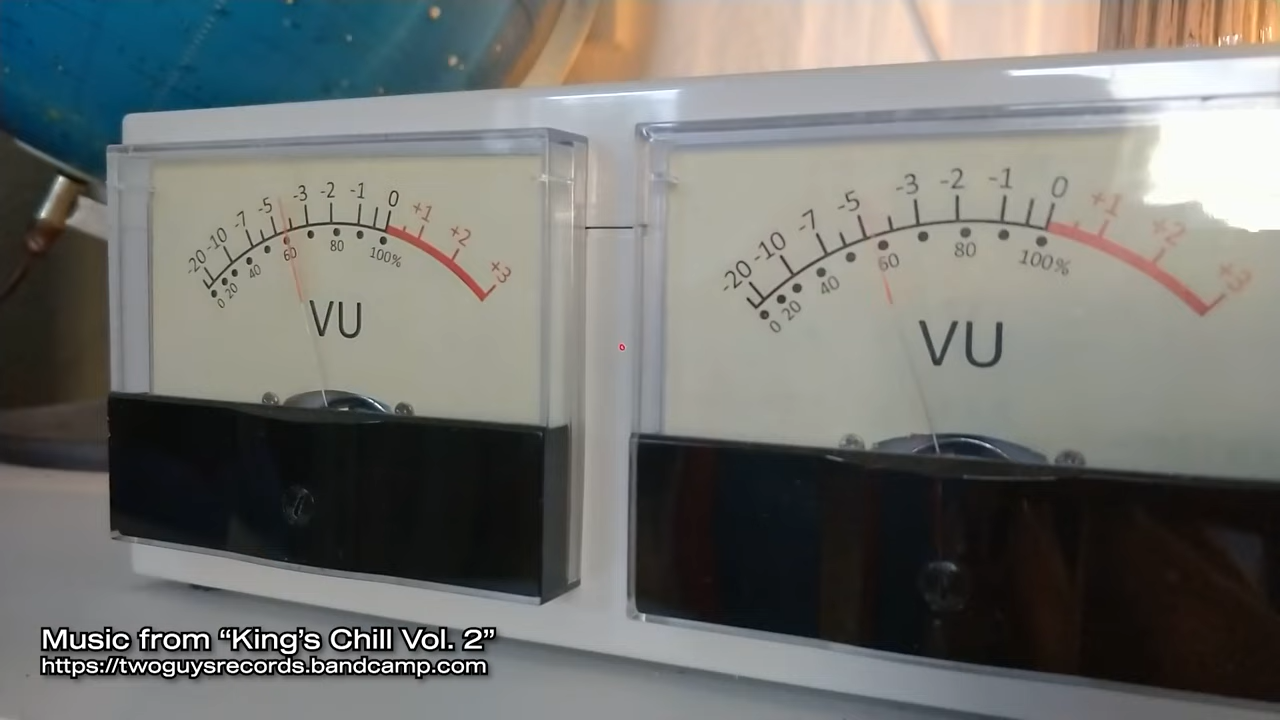 -20 -10 -7 -5 -3 -2 -1 0 +1 +2 +3
0 20 40 60 80 100%
VU
-20 -10 -7 -5 -3 -2 -1 0 +1 +2 +3
0 20 40 60 80 100%
VU
Music from “King’s Chill Vol. 2”
https://twoguysrecords.bandcamp.com